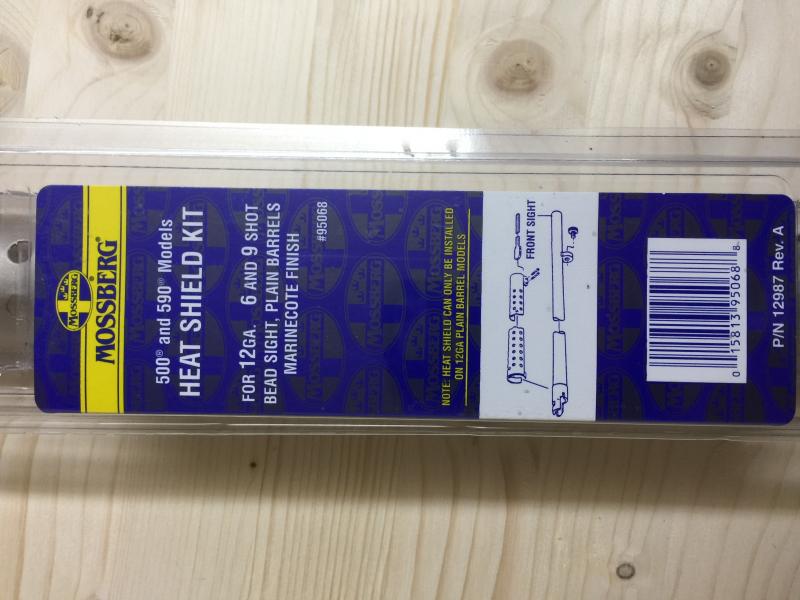 MOSSBERG
MOSSBERG®
500® and 590® Models
HEAT SHIELD KIT
FOR 12GA. 6 AND 9 SHOT
BEAD SIGHT, PLAIN BARRELS
MARINECOTE FINISH
#95068
NOTE: HEAT SHIELD CAN ONLY BE INSTALLED
ON 12GA PLAIN BARREL MODELS
FRONT SIGHT
0 15813 95068 8
P/N 12987 Rev. A